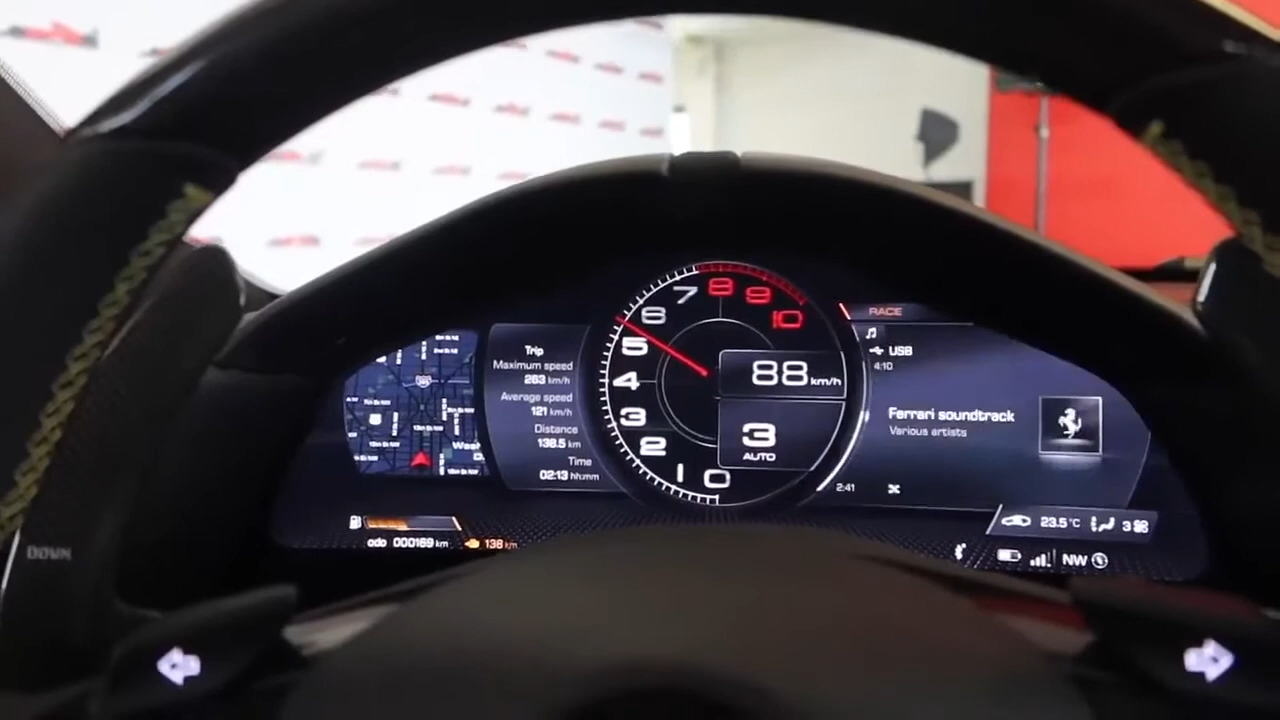 Trip
Maximum speed
263 km/h
Average speed
121 km/h
Distance
138.5 km
Time
02:13 hh:mm
7 8 9
6 10
5
4
3
2
1 0
88 km/h
3
AUTO
RACE
USB
4:10
Ferrari soundtrack
Various artists
2:41
odo 000169 km
138 km
23.5 °C
3
NW
DOWN